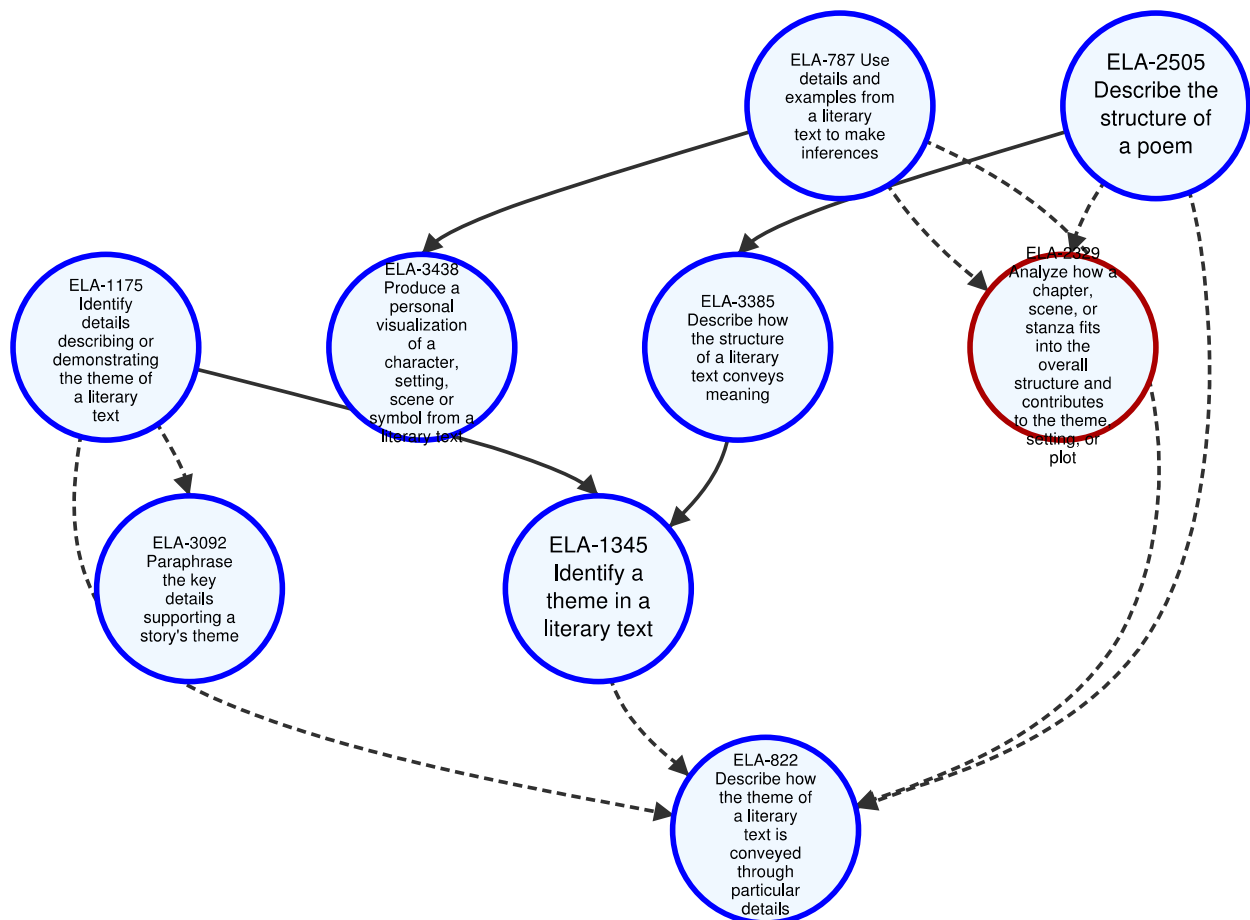 ELA-787 Use
details and
examples from
a literary
text to make
inferences
ELA-2505
Describe the
structure of
a poem
ELA-1175
Identify
details
describing or
demonstrating
the theme of
a literary
text
ELA-3438
Produce a
personal
visualization
of a
character,
setting,
scene or
symbol from a
literary text
ELA-3385
Describe how
the structure
of a literary
text conveys
meaning
ELA-2329
Analyze how a
chapter,
scene, or
stanza fits
into the
overall
structure and
contributes
to the theme,
setting, or
plot
ELA-3092
Paraphrase
the key
details
supporting a
story's theme
ELA-1345
Identify a
theme in a
literary text
ELA-822
Describe how
the theme of
a literary
text is
conveyed
through
particular
details